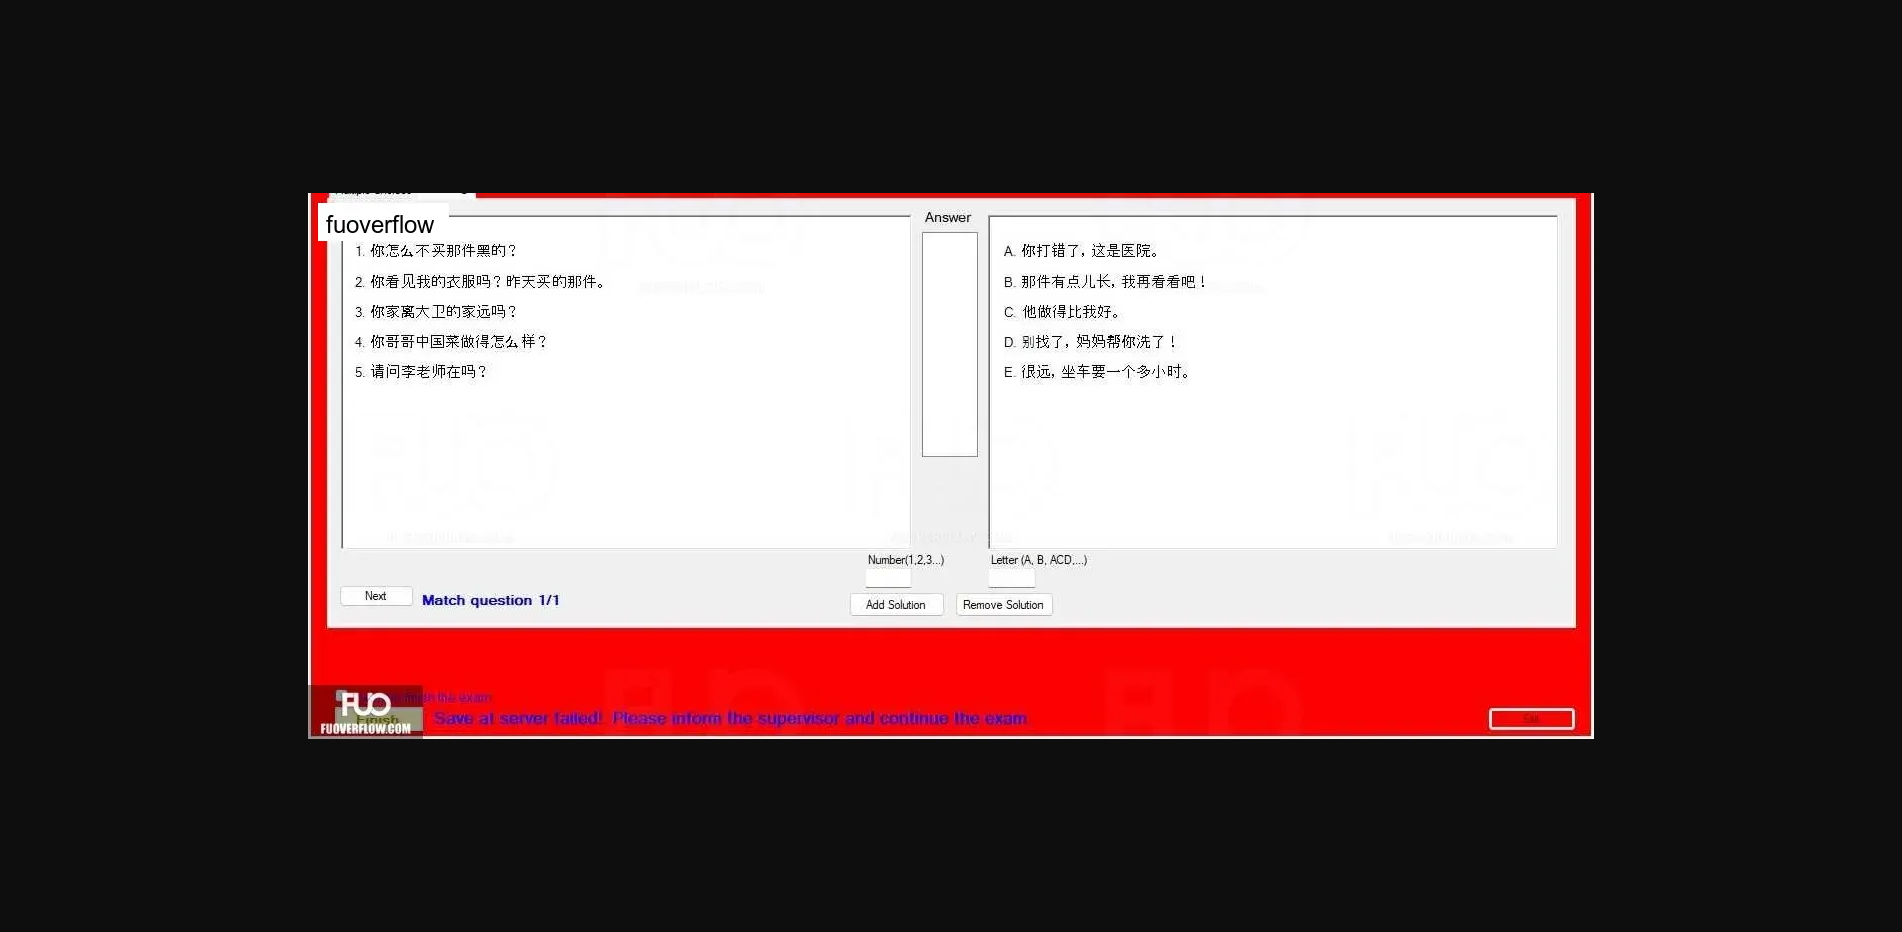 fuoverflow
Answer
1. 你怎么不买那件黑的？
2. 你看见我的衣服吗？昨天买的那件。
3. 你家离大卫的家远吗？
4. 你哥哥中国菜做得怎么样？
5. 请问李老师在吗？
A. 你打错了, 这是医院。
B. 那件有点儿长, 我再看看吧！
C. 他做得比我好。
D. 别找了, 妈妈帮你洗了！
E. 很远, 坐车要一个多小时。
Number(1,2,3...)
Letter (A, B, ACD,...)
Next
Match question 1/1
Add Solution
Remove Solution
the exam
Finish
Save at server failed!. Please inform the supervisor and continue the exam
Exit
FUO
FUOVERFLOW.COM